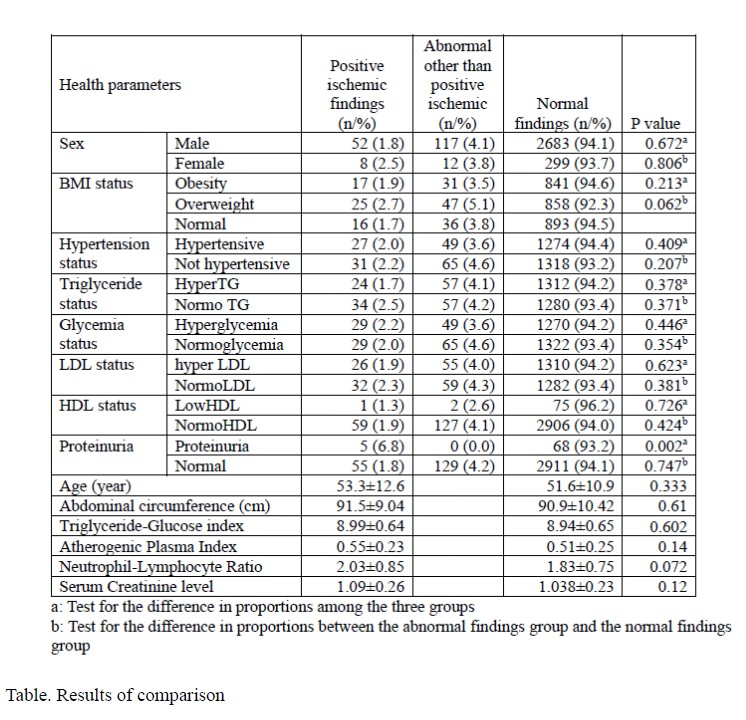 Health parameters Positive ischemic findings (n/%) Abnormal other than positive ischemic (n/%) Normal findings (n/%) P value
Sex Male 52 (1.8) 117 (4.1) 2683 (94.1) 0.672a
Female 8 (2.5) 12 (3.8) 299 (93.7) 0.806b
BMI status Obesity 17 (1.9) 31 (3.5) 841 (94.6) 0.213a
Overweight 25 (2.7) 47 (5.1) 858 (92.3) 0.062b
Normal 16 (1.7) 36 (3.8) 893 (94.5)
Hypertension status Hypertensive 27 (2.0) 49 (3.6) 1274 (94.4) 0.409a
Not hypertensive 31 (2.2) 65 (4.6) 1318 (93.2) 0.207b
Triglyceride status HyperTG 24 (1.7) 57 (4.1) 1312 (94.2) 0.378a
Normo TG 34 (2.5) 57 (4.2) 1280 (93.4) 0.371b
Glycemia status Hyperglycemia 29 (2.2) 49 (3.6) 1270 (94.2) 0.446a
Normoglycemia 29 (2.0) 65 (4.6) 1322 (93.4) 0.354b
LDL status hyper LDL 26 (1.9) 55 (4.0) 1310 (94.2) 0.623a
NormoLDL 32 (2.3) 59 (4.3) 1282 (93.4) 0.381b
HDL status LowHDL 1 (1.3) 2 (2.6) 75 (96.2) 0.726a
NormoHDL 59 (1.9) 127 (4.1) 2906 (94.0) 0.424b
Proteinuria Proteinuria 5 (6.8) 0 (0.0) 68 (93.2) 0.002a
Normal 55 (1.8) 129 (4.2) 2911 (94.1) 0.747b
Age (year) 53.3±12.6 51.6±10.9 0.333
Abdominal circumference (cm) 91.5±9.04 90.9±10.42 0.61
Triglyceride-Glucose index 8.99±0.64 8.94±0.65 0.602
Atherogenic Plasma Index 0.55±0.23 0.51±0.25 0.14
Neutrophil-Lymphocyte Ratio 2.03±0.85 1.83±0.75 0.072
Serum Creatinine level 1.09±0.26 1.038±0.23 0.12
a: Test for the difference in proportions among the three groups
b: Test for the difference in proportions between the abnormal findings group and the normal findings
group
Table. Results of comparison